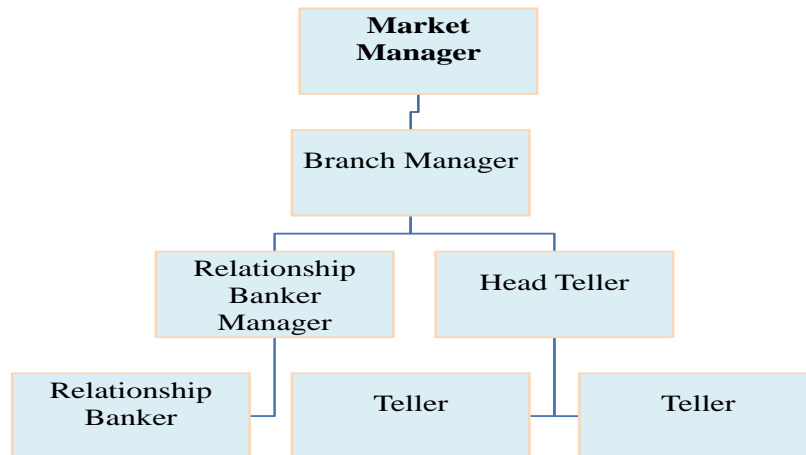 Market
Manager
Branch Manager
Relationship
Banker
Manager
Head Teller
Relationship
Banker
Teller
Teller